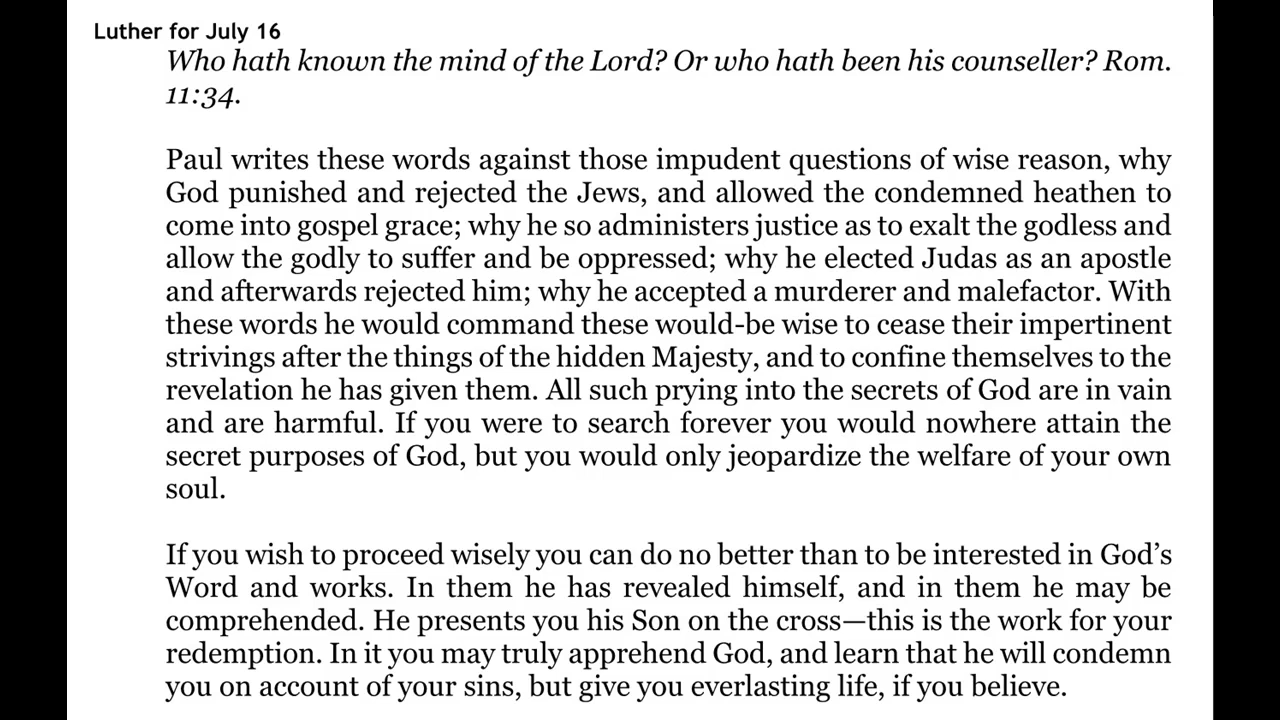 Luther for July 16
Who hath known the mind of the Lord? Or who hath been his counseller? Rom.
11:34.
Paul writes these words against those impudent questions of wise reason, why
God punished and rejected the Jews, and allowed the condemned heathen to
come into gospel grace; why he so administers justice as to exalt the godless and
allow the godly to suffer and be oppressed; why he elected Judas as an apostle
and afterwards rejected him; why he accepted a murderer and malefactor. With
these words he would command these would-be wise to cease their impertinent
strivings after the things of the hidden Majesty, and to confine themselves to the
revelation he has given them. All such prying into the secrets of God are in vain
and are harmful. If you were to search forever you would nowhere attain the
secret purposes of God, but you would only jeopardize the welfare of your own
soul.
If you wish to proceed wisely you can do no better than to be interested in God’s
Word and works. In them he has revealed himself, and in them he may be
comprehended. He presents you his Son on the cross—this is the work for your
redemption. In it you may truly apprehend God, and learn that he will condemn
you on account of your sins, but give you everlasting life, if you believe.